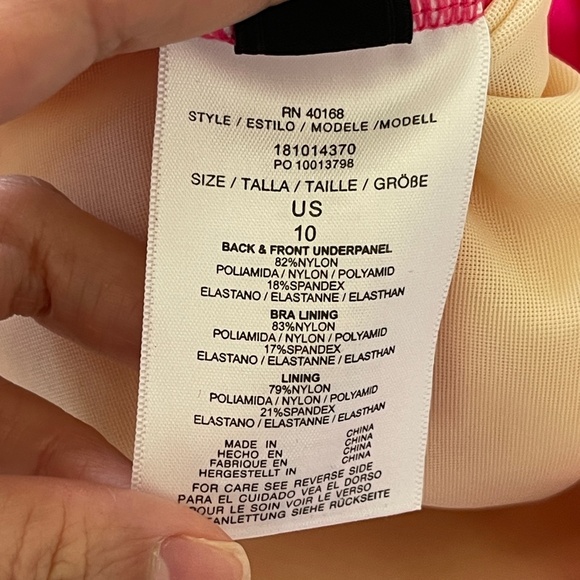 RN 40168
STYLE / ESTILO / MODELE /MODELL
181014370
PO 10013798
SIZE / TALLA / TAILLE / GRÖßE
US
10
BACK & FRONT UNDERPANEL
82%NYLON
POLIAMIDA / NYLON / POLYAMID
18%SPANDEX
ELASTANO / ELASTANNE / ELASTHAN
BRA LINING
83%NYLON
POLIAMIDA / NYLON / POLYAMID
17%SPANDEX
ELASTANO / ELASTANNE / ELASTHAN
LINING
79%NYLON
POLIAMIDA / NYLON / POLYAMID
21%SPANDEX
ELASTANO / ELASTANNE / ELASTHAN
MADE IN CHINA
HECHO EN CHINA
FABRIQUE EN CHINA
HERGESTELLT IN CHINA
FOR CARE SEE REVERSE SIDE
PARA EL CUIDADO VEA EL DORSO
POUR LE SOIN VOIR LE VERSO
ANLETTUNG SIEHE RÜCKSEITE